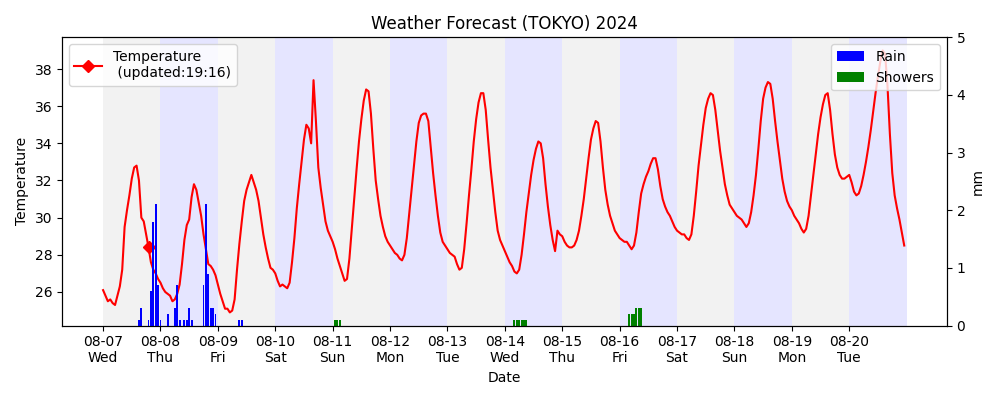 Weather Forecast (TOKYO) 2024
Temperature
(updated:19:16)
Rain
Showers
Temperature
38
36
34
32
30
28
26
5
4
3
2
1
0
mm
08-07 08-08 08-09 08-10 08-11 08-12 08-13 08-14 08-15 08-16 08-17 08-18 08-19 08-20
Wed Thu Fri Sat Sun Mon Tue Wed Thu Fri Sat Sun Mon Tue
Date